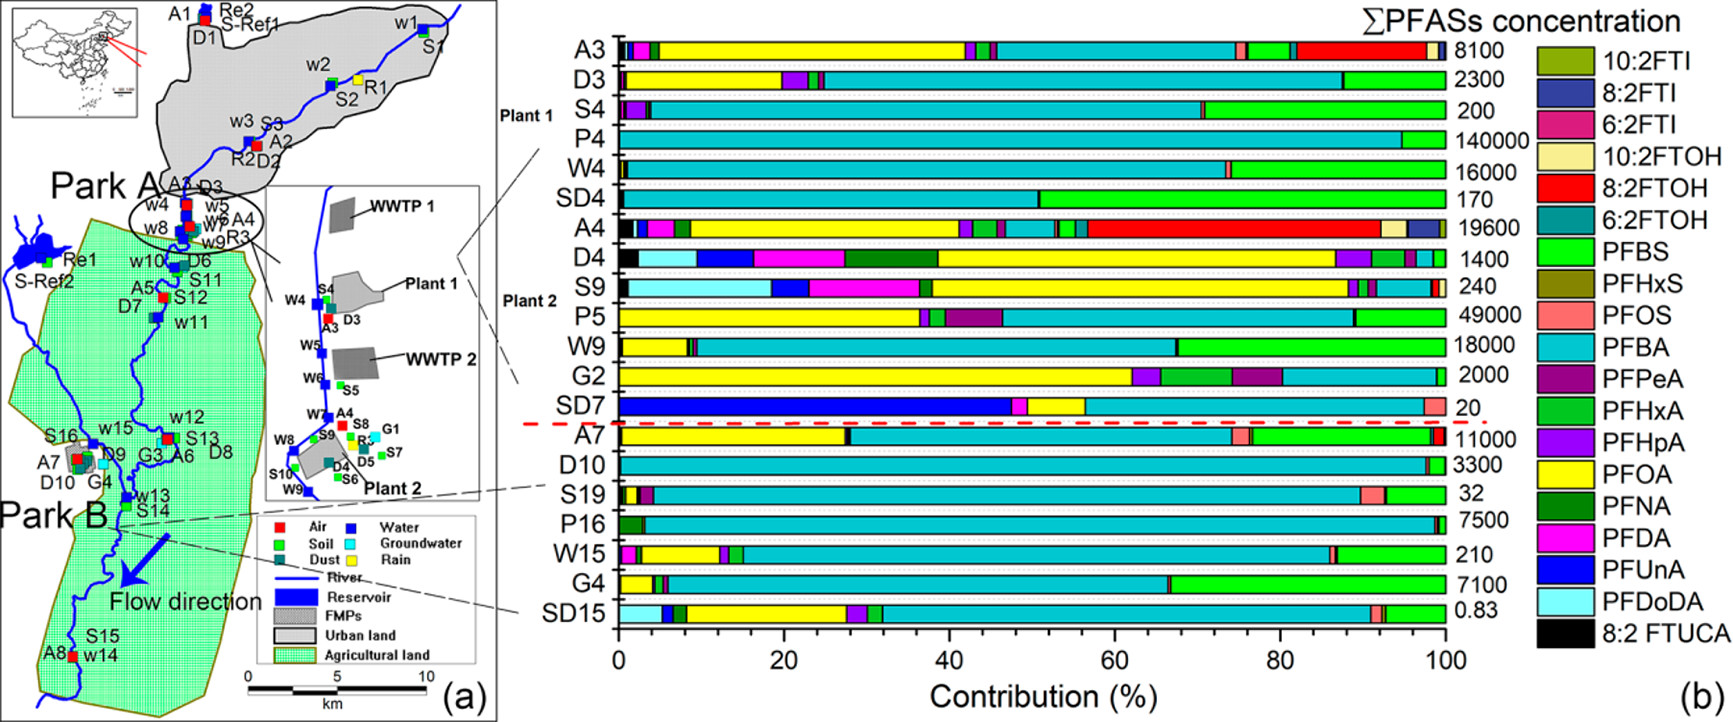 A1
Re2
S-Ref1
D1
w1
S1
w2
S2
R1
w3
S3
A2
R2
D2
Park A
A3
D3
w4
w5
w6
w7
A4
w8
R3
w9
w10
D6
S11
Re1
S-Ref2
A5
S12
D7
w11
w12
w15
S16
S13
D9
G3
A6
D8
A7
D10
G4
w13
S14
Park B
Flow direction
S15
A8
w14
WWTP 1
S4
Plant 1
W4
D3
A3
W5
WWTP 2
W6
S5
W7
A4
S8
G1
S9
R3
W8
D5
S7
S10
D4
S6
W9
Plant 2
Air
Water
Soil
Groundwater
Dust
Rain
River
Reservoir
FMPs
Urban land
Agricultural land
0 5 10
km
(a)
Plant 1
Plant 2
∑PFASs concentration
A3 8100
D3 2300
S4 200
P4 140000
W4 16000
SD4 170
A4 19600
D4 1400
S9 240
P5 49000
W9 18000
G2 2000
SD7 20
A7 11000
D10 3300
S19 32
P16 7500
W15 210
G4 7100
SD15 0.83
0 20 40 60 80 100
Contribution (%)
10:2FTI
8:2FTI
6:2FTI
10:2FTOH
8:2FTOH
6:2FTOH
PFBS
PFHxS
PFOS
PFBA
PFPeA
PFHxA
PFHpA
PFOA
PFNA
PFDA
PFUnA
PFDoDA
8:2 FTUCA
(b)